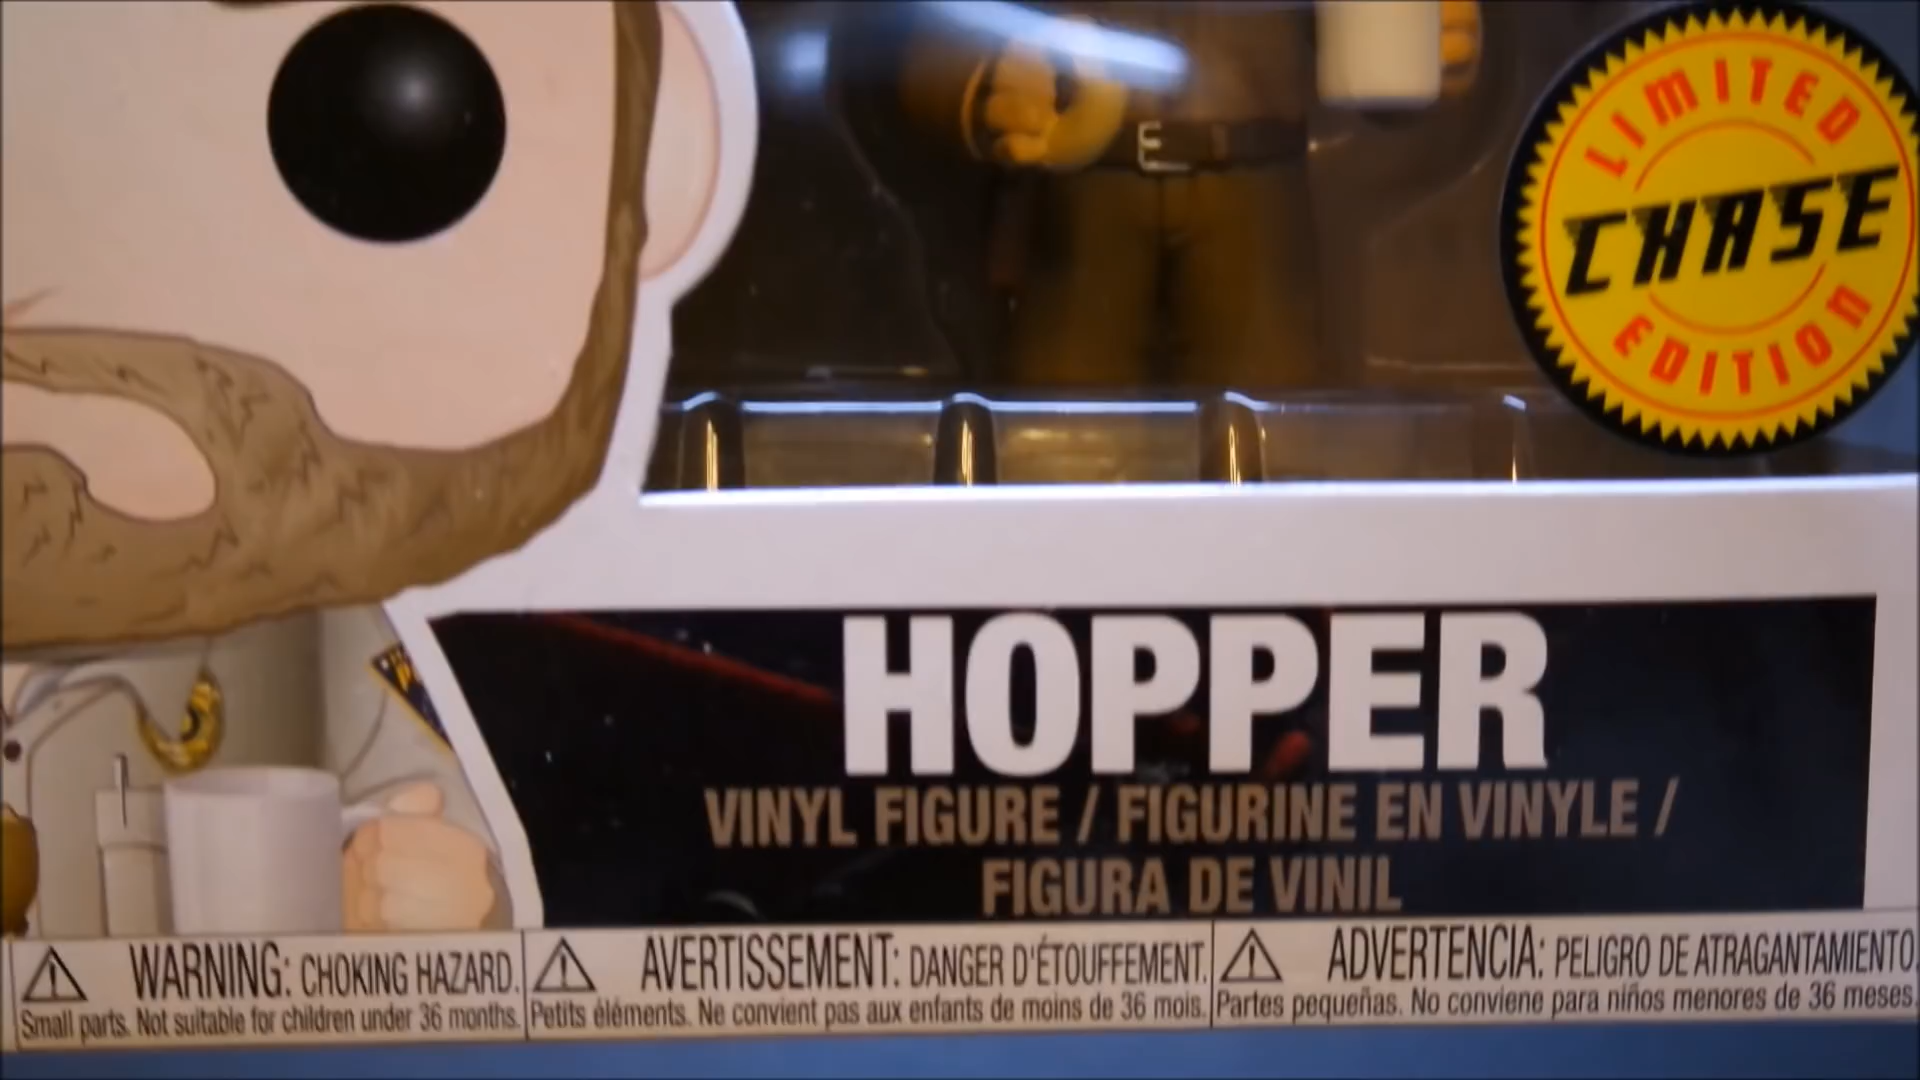 LIMITED
CHASE
EDITION
HOPPER
VINYL FIGURE / FIGURINE EN VINYLE /
FIGURA DE VINIL
WARNING: CHOKING HAZARD.
Small parts. Not suitable for children under 36 months.
AVERTISSEMENT: DANGER D'ÉTOUFFEMENT.
Petits éléments. Ne convient pas aux enfants de moins de 36 mois.
ADVERTENCIA: PELIGRO DE ATRAGANTAMIENTO.
Partes pequeñas. No conviene para niños menores de 36 meses.